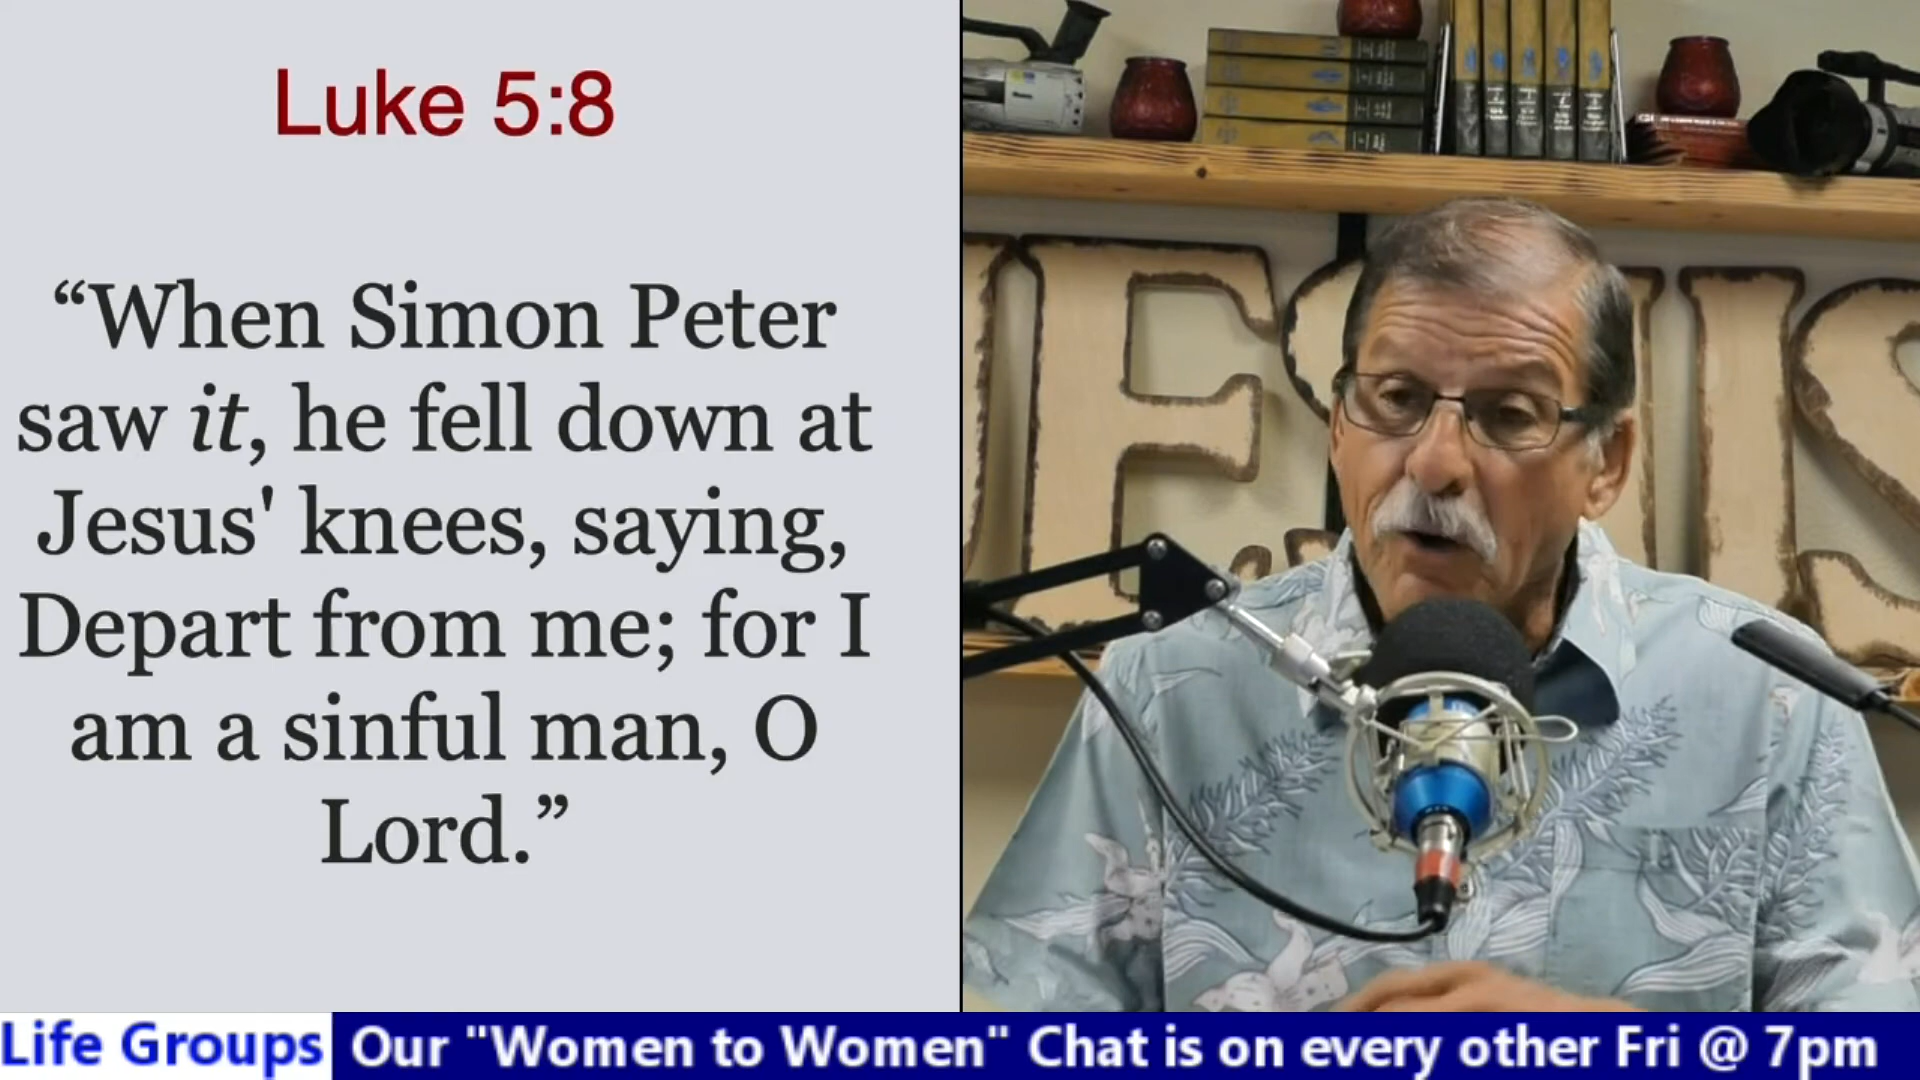 Luke 5:8
“When Simon Peter
saw it, he fell down at
Jesus' knees, saying,
Depart from me; for I
am a sinful man, O
Lord.”
JESUS
Life Groups
Our "Women to Women" Chat is on every other Fri @ 7pm